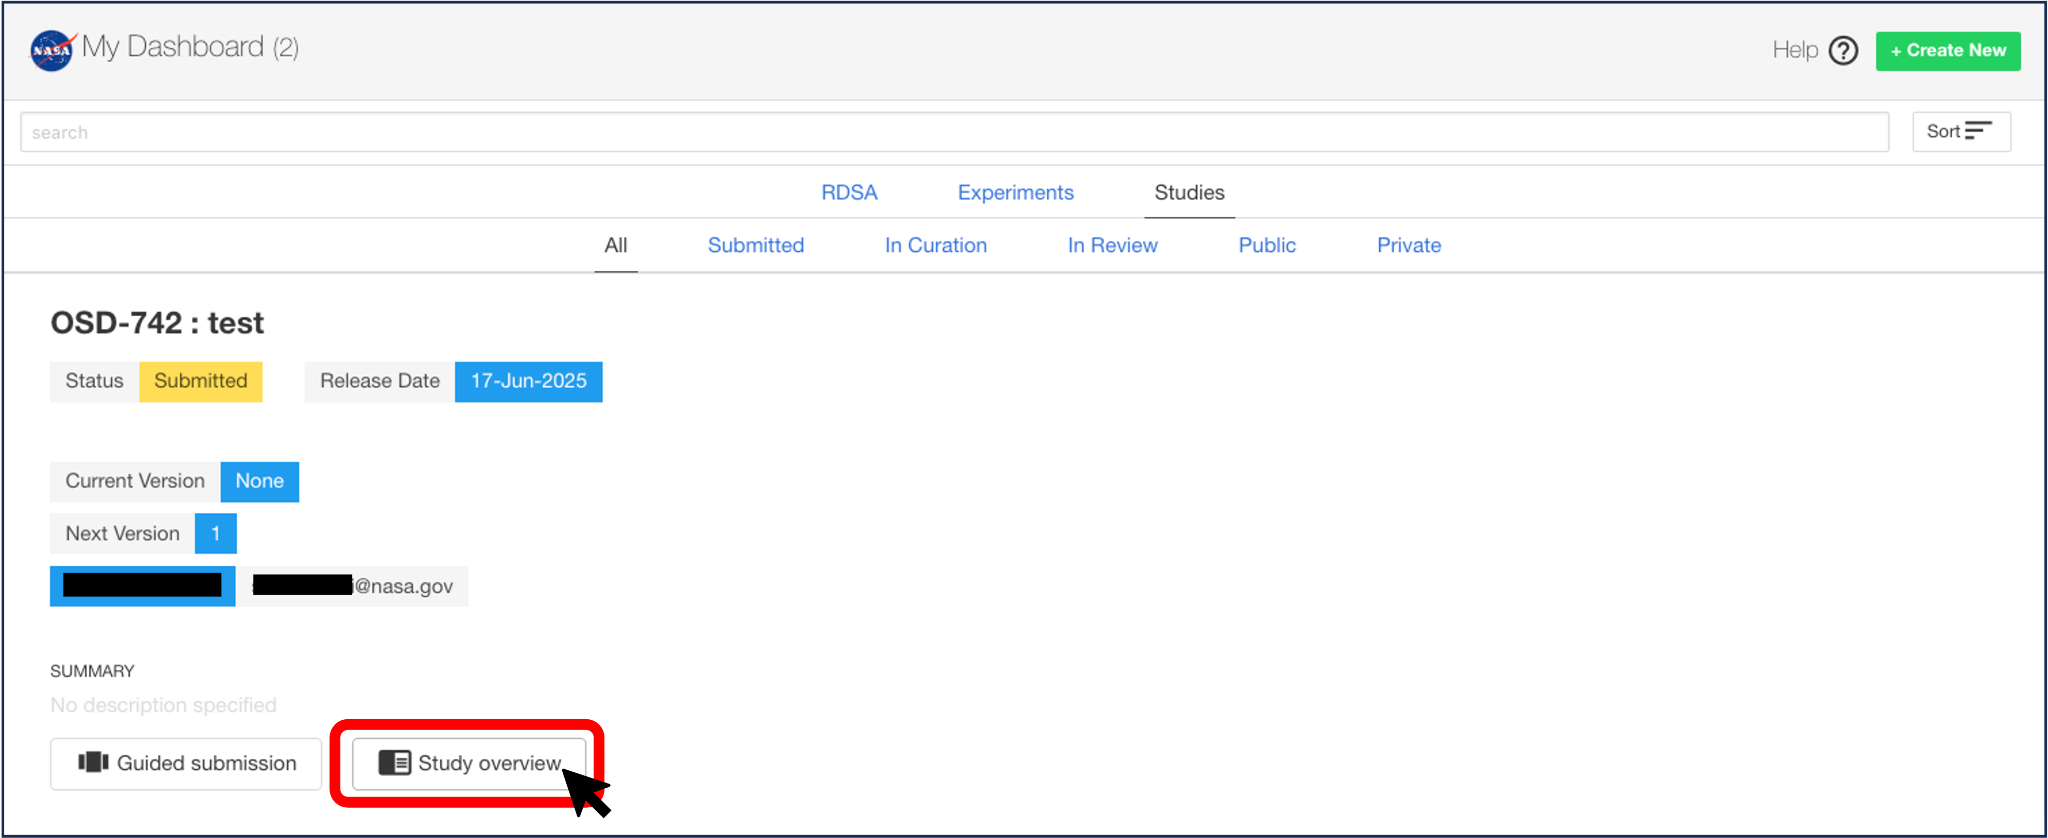 NASA My Dashboard (2)
Help ? + Create New
search
Sort
RDSA Experiments Studies
All Submitted In Curation In Review Public Private
OSD-742 : test
Status Submitted Release Date 17-Jun-2025
Current Version None
Next Version 1
@nasa.gov
SUMMARY
No description specified
Guided submission Study overview